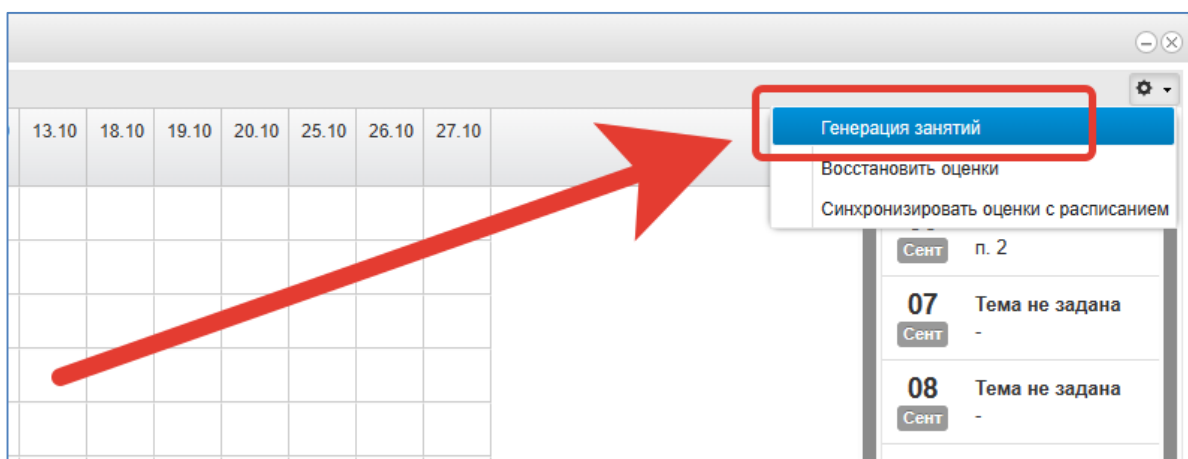 13.10 18.10 19.10 20.10 25.10 26.10 27.10
Генерация занятий
Восстановить оценки
Синхронизировать оценки с расписанием
Сент п. 2
07 Тема не задана
Сент -
08 Тема не задана
Сент -